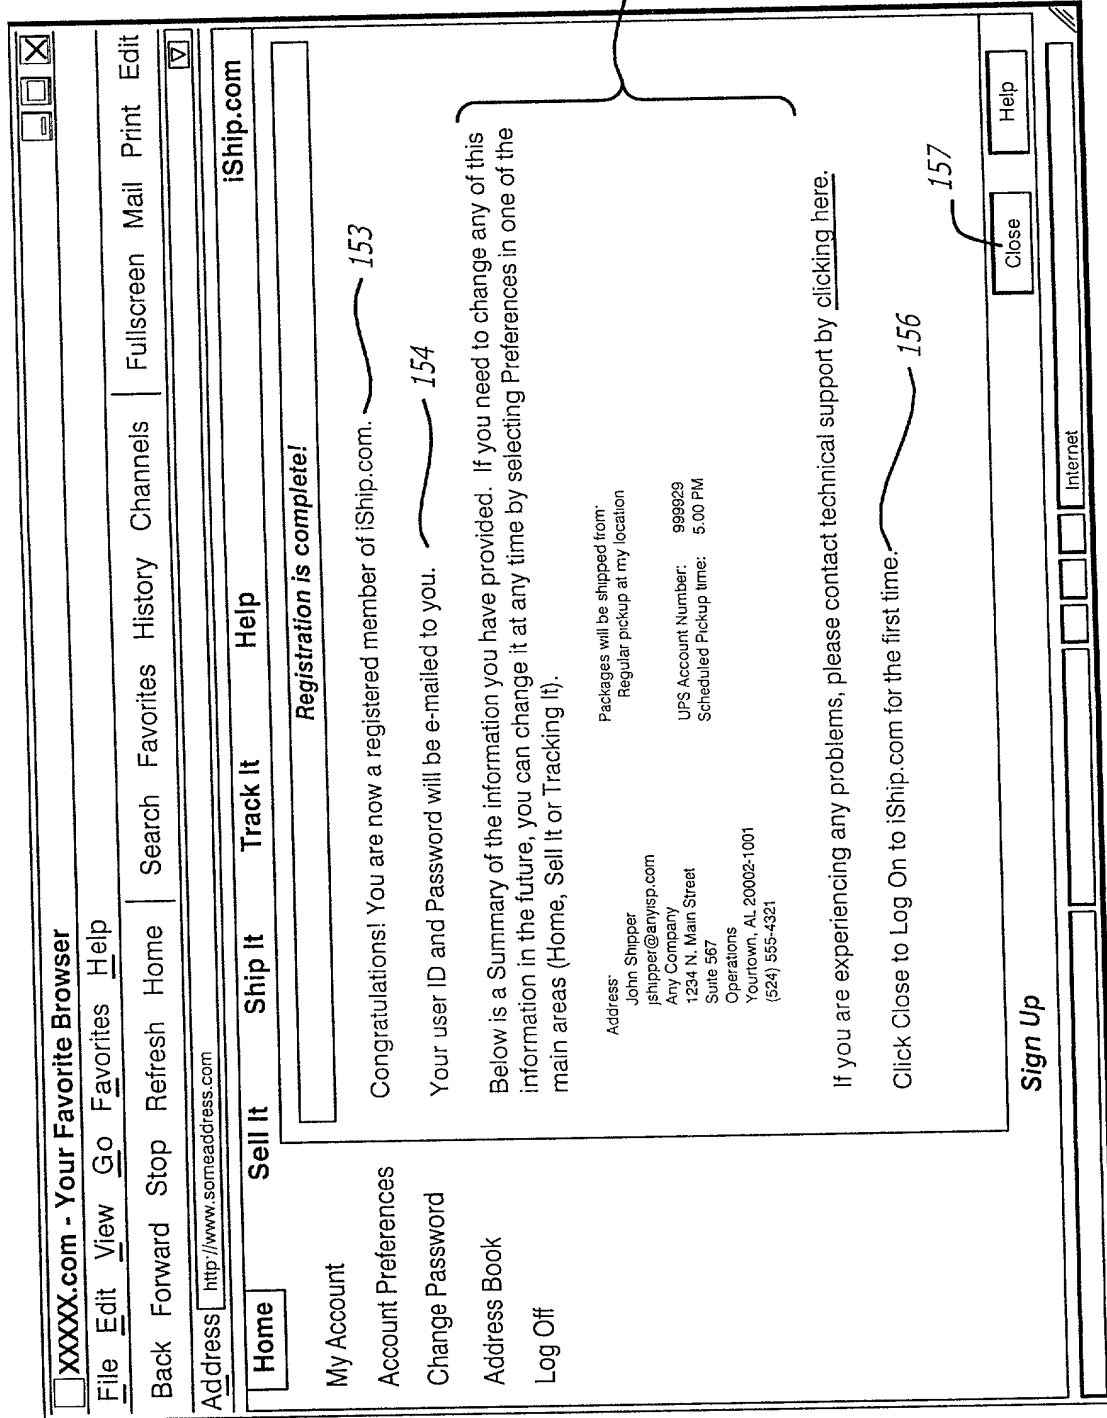 XXXXX.com - Your Favorite Browser
File Edit View Go Favorites Help
Back Forward Stop Refresh Home Search Favorites History Channels Fullscreen Mail Print Edit
Address http://www.someaddress.com
Home Sell It Ship It Track It Help iShip.com
My Account
Account Preferences
Change Password
Address Book
Log Off
Registration is complete!
Congratulations! You are now a registered member of iShip.com. 153
Your user ID and Password will be e-mailed to you. 154
Below is a Summary of the information you have provided. If you need to change any of this
information in the future, you can change it at any time by selecting Preferences in one of the
main areas (Home, Sell It or Tracking It).
Address:
John Shipper
jshipper@anyisp.com
Any Company
1234 N. Main Street
Suite 567
Operations
Yourtown, AL 20002-1001
(524) 555-4321
Packages will be shipped from:
Regular pickup at my location
UPS Account Number: 999929
Scheduled Pickup time: 5.00 PM
If you are experiencing any problems, please contact technical support by clicking here.
Click Close to Log On to iShip.com for the first time. 156
157
Close Help
Sign Up
Internet